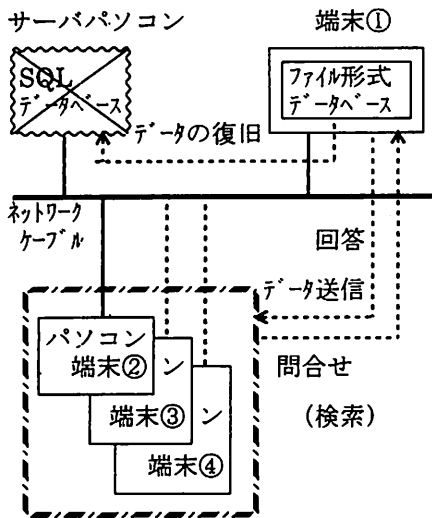 サーバパソコン
端末①
SQL
データベース
ファイル形式
データベース
データの復旧
ネットワーク
ケーブル
回答
データ送信
パソコン
端末②
ン
端末③
ン
端末④
問合せ
(検索)